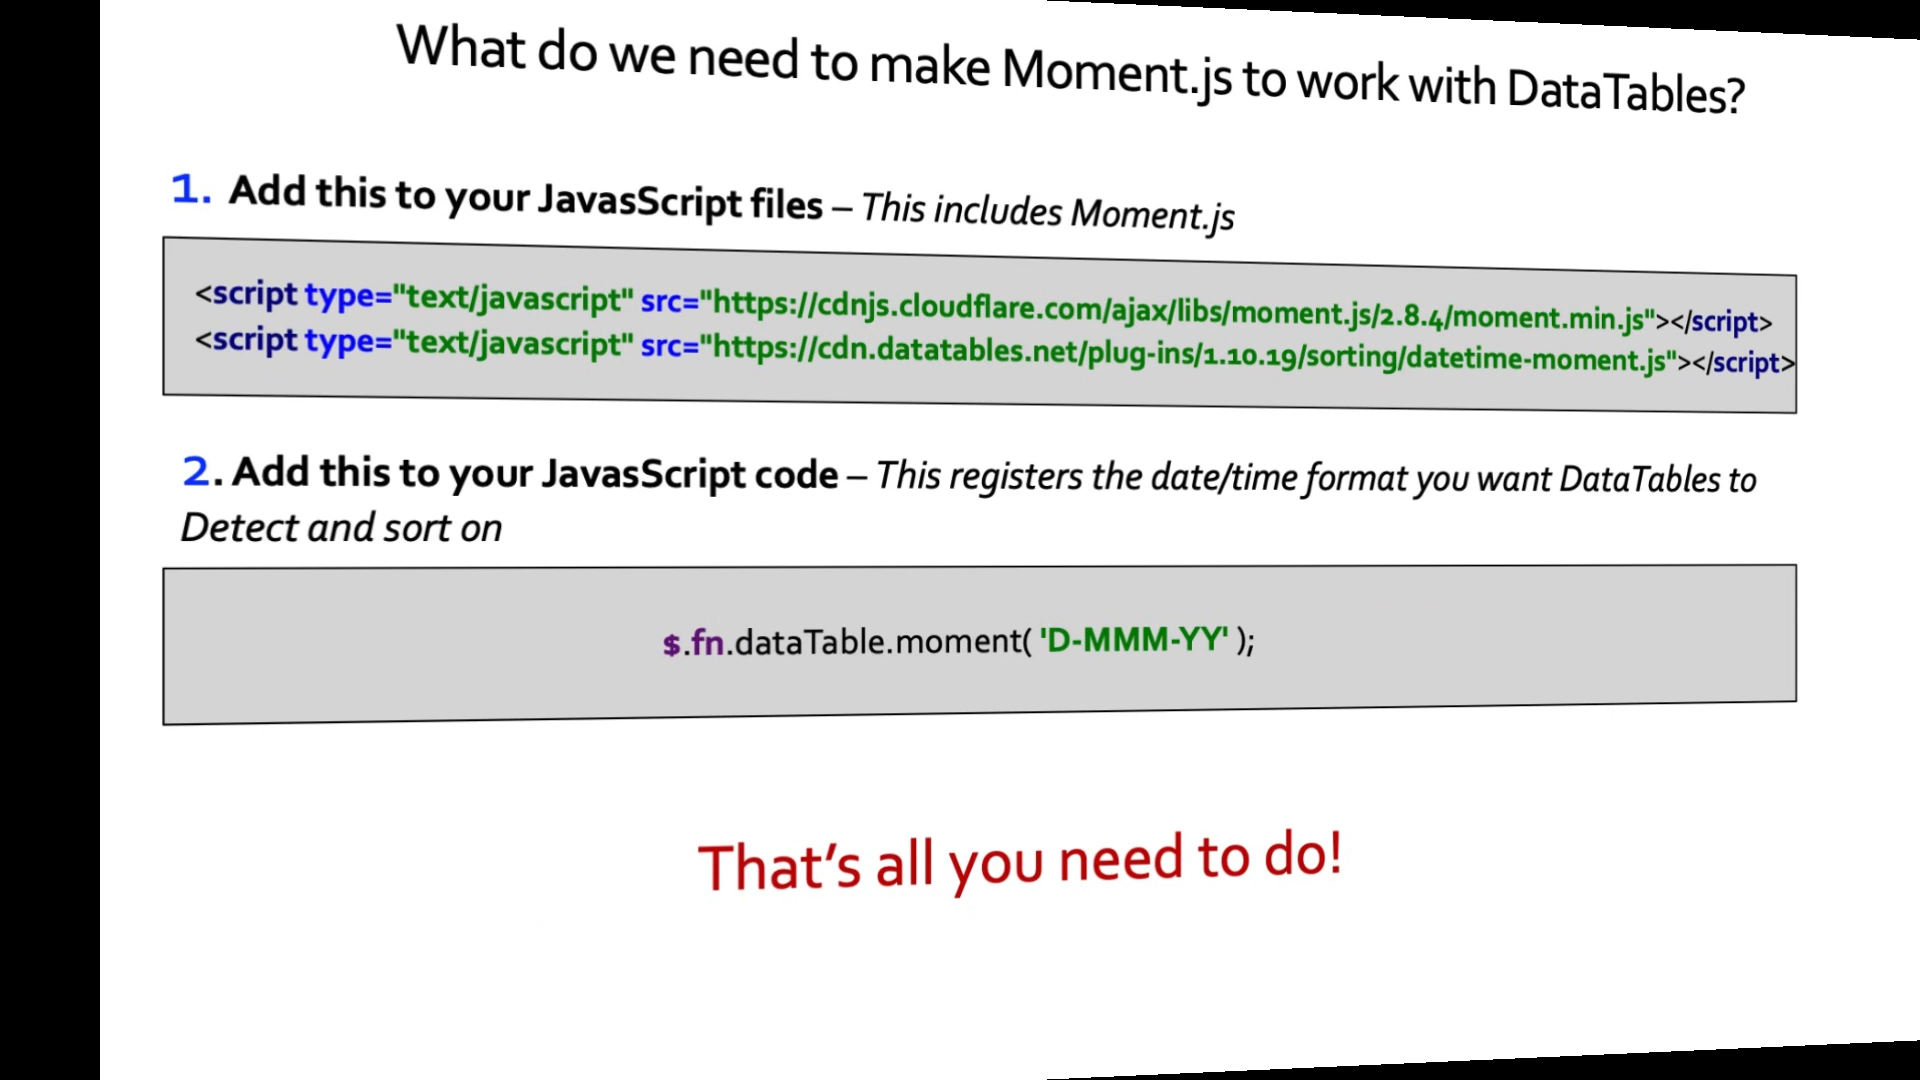 What do we need to make Moment.js to work with DataTables?
1. Add this to your JavasScript files – This includes Moment.js
<script type="text/javascript" src="https://cdnjs.cloudflare.com/ajax/libs/moment.js/2.8.4/moment.min.js"></script>
<script type="text/javascript" src="https://cdn.datatables.net/plug-ins/1.10.19/sorting/datetime-moment.js"></script>
2. Add this to your JavasScript code – This registers the date/time format you want DataTables to
Detect and sort on
$.fn.dataTable.moment( 'D-MMM-YY' );
That's all you need to do!